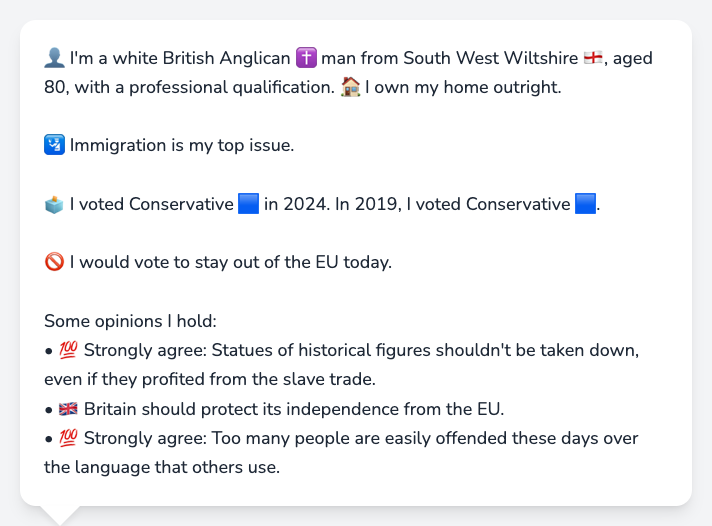 👤 I'm a white British Anglican ✝️ man from South West Wiltshire 🏴󠁧󠁢󠁥󠁮󠁧󠁿, aged
80, with a professional qualification. 🏠 I own my home outright.
🛂 Immigration is my top issue.
🗳️ I voted Conservative 🟦 in 2024. In 2019, I voted Conservative 🟦.
🚫 I would vote to stay out of the EU today.
Some opinions I hold:
• 💯 Strongly agree: Statues of historical figures shouldn't be taken down,
even if they profited from the slave trade.
• 🇬🇧 Britain should protect its independence from the EU.
• 💯 Strongly agree: Too many people are easily offended these days over
the language that others use.